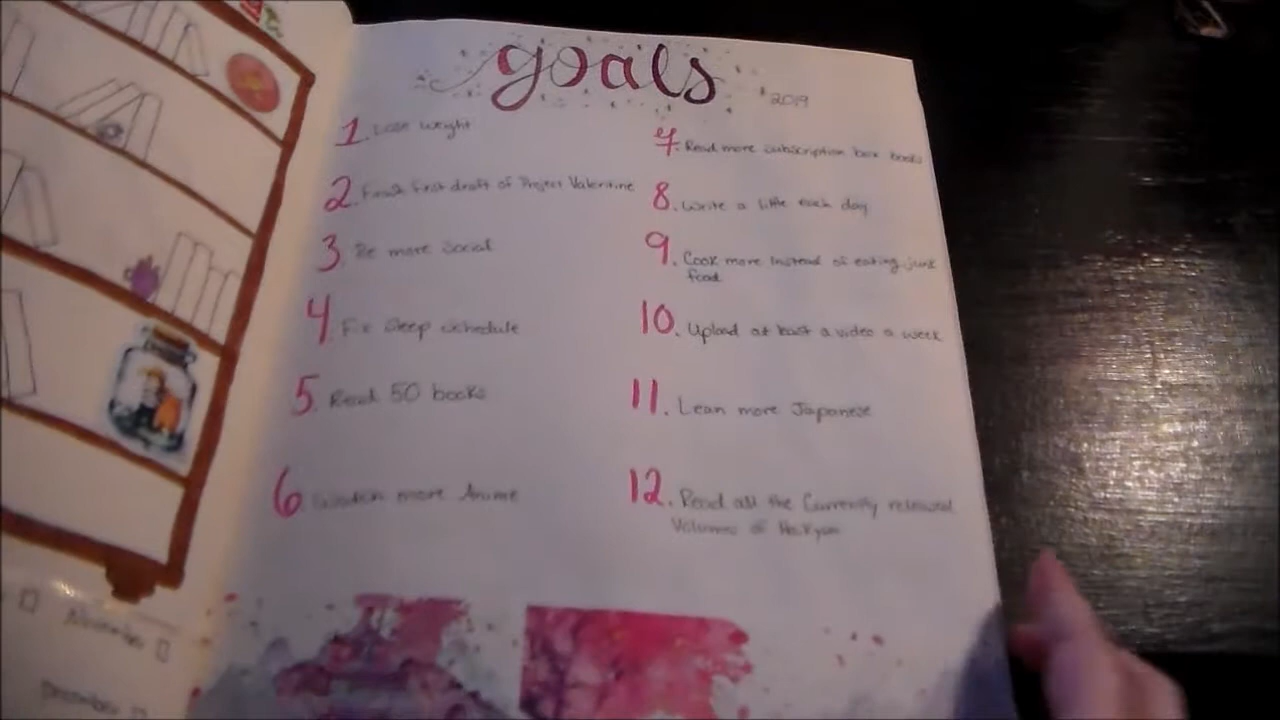 goals
2019
1. Lose weight
2. Finish first draft of Project Valentine
3. Be more social
4. Fix sleep schedule
5. Read 50 books
6. Watch more Anime
7. Read more subscription box books
8. Write a little each day
9. Cook more instead of eating junk
food
10. Upload at least a video a week
11. Lean more Japanese
12. Read all the Currently released
Volumes of
November
December